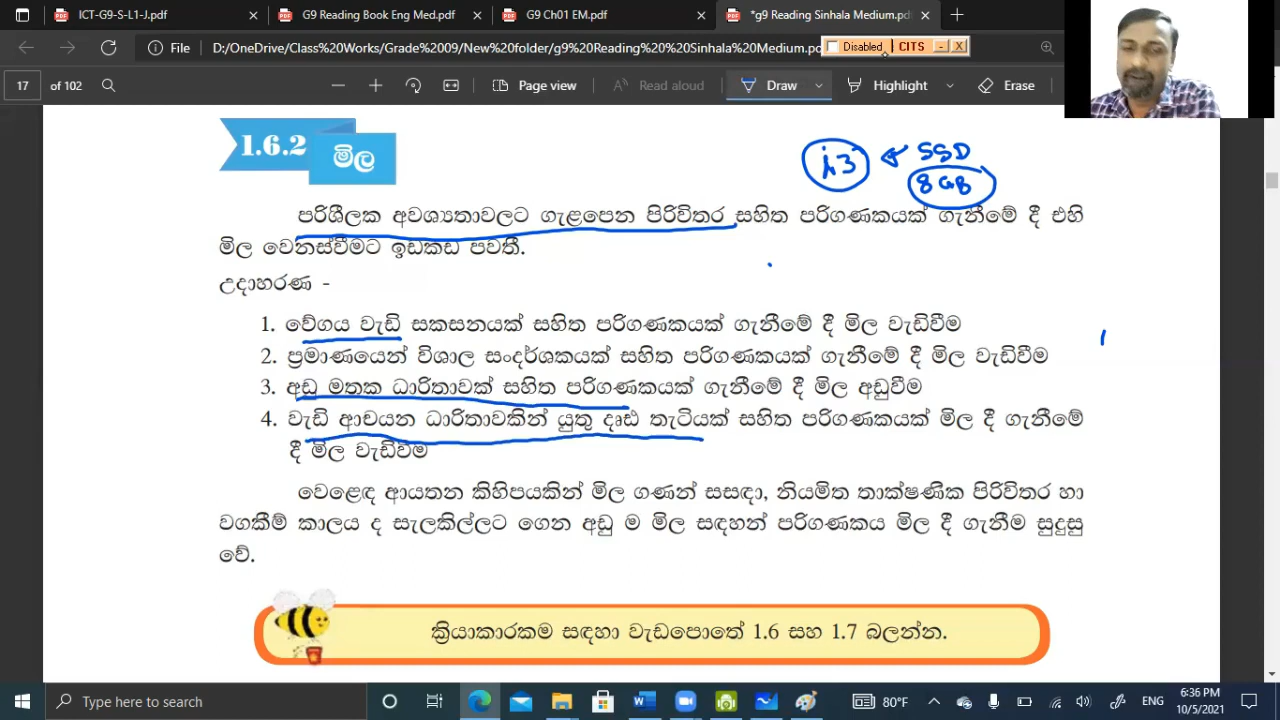 ICT-G9-S-L1-J.pdf
G9 Reading Book Eng Med.pdf
G9 Ch01 EM.pdf
*g9 Reading Sinhala Medium.pdf
File
D:/OneDrive/Class%20Works/Grade%2009/New%20folder/g9%20Reading%20%20Sinhala%20Medium.pd
Disabled CITS - X
17 of 102
Page view
Read aloud
Draw
Highlight
Erase
1.6.2 මිල
i3 SSD
8 GB
පරිශීලක අවශ්‍යතාවලට ගැළපෙන පිරිවිතර සහිත පරිගණකයක් ගැනීමේ දී එහි
මිල වෙනස්වීමට ඉඩකඩ පවතී.
උදාහරණ -
1. වේගය වැඩි සකසනයක් සහිත පරිගණකයක් ගැනීමේ දී මිල වැඩිවීම
2. ප්‍රමාණයෙන් විශාල සංදර්ශකයක් සහිත පරිගණකයක් ගැනීමේ දී මිල වැඩිවීම
3. අඩු මතක ධාරිතාවක් සහිත පරිගණකයක් ගැනීමේ දී මිල අඩුවීම
4. වැඩි ආචයන ධාරිතාවකින් යුතු දෘඪ තැටියක් සහිත පරිගණකයක් මිල දී ගැනීමේ
දී මිල වැඩිවීම
වෙළෙඳ ආයතන කිහිපයකින් මිල ගණන් සසඳා, නියමිත තාක්ෂණික පිරිවිතර හා
වගකීම් කාලය ද සැලකිල්ලට ගෙන අඩු ම මිල සඳහන් පරිගණකය මිල දී ගැනීම සුදුසු
වේ.
ක්‍රියාකාරකම සඳහා වැඩපොතේ 1.6 සහ 1.7 බලන්න.
Type here to search
80°F
ENG
6:36 PM
10/5/2021